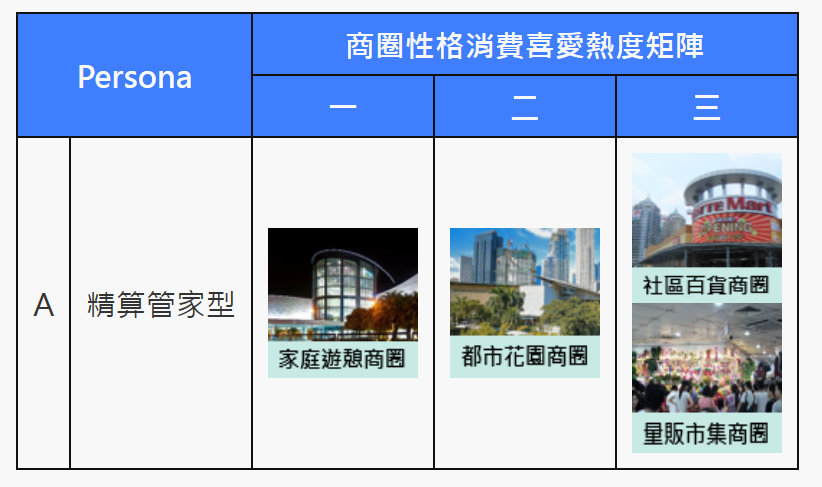 Persona
商圈性格消費喜愛熱度矩陣
一
二
三
A
精算管家型
家庭遊憩商圈
都市花園商圈
Mart
OPENING
社區百貨商圈
量販市集商圈